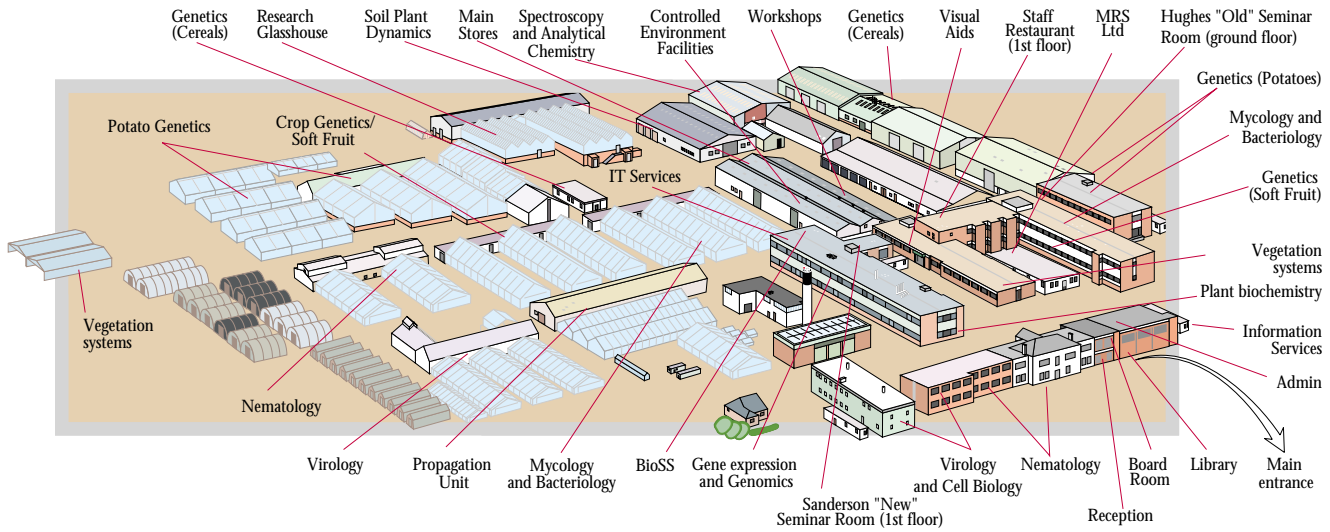 Genetics
(Cereals)
Research
Glasshouse
Soil Plant
Dynamics
Main
Stores
Spectroscopy
and Analytical
Chemistry
Controlled
Environment
Facilities
Workshops
Genetics
(Cereals)
Visual
Aids
Staff
Restaurant
(1st floor)
MRS
Ltd
Hughes "Old" Seminar
Room (ground floor)
Genetics (Potatoes)
Mycology and
Bacteriology
Genetics
(Soft Fruit)
Potato Genetics
Crop Genetics/
Soft Fruit
IT Services
Vegetation
systems
Plant biochemistry
Information
Services
Admin
Vegetation
systems
Nematology
Virology
Propagation
Unit
Mycology
and Bacteriology
BioSS
Gene expression
and Genomics
Sanderson "New"
Seminar Room (1st floor)
Virology
and Cell Biology
Nematology
Board
Room
Reception
Library
Main
entrance